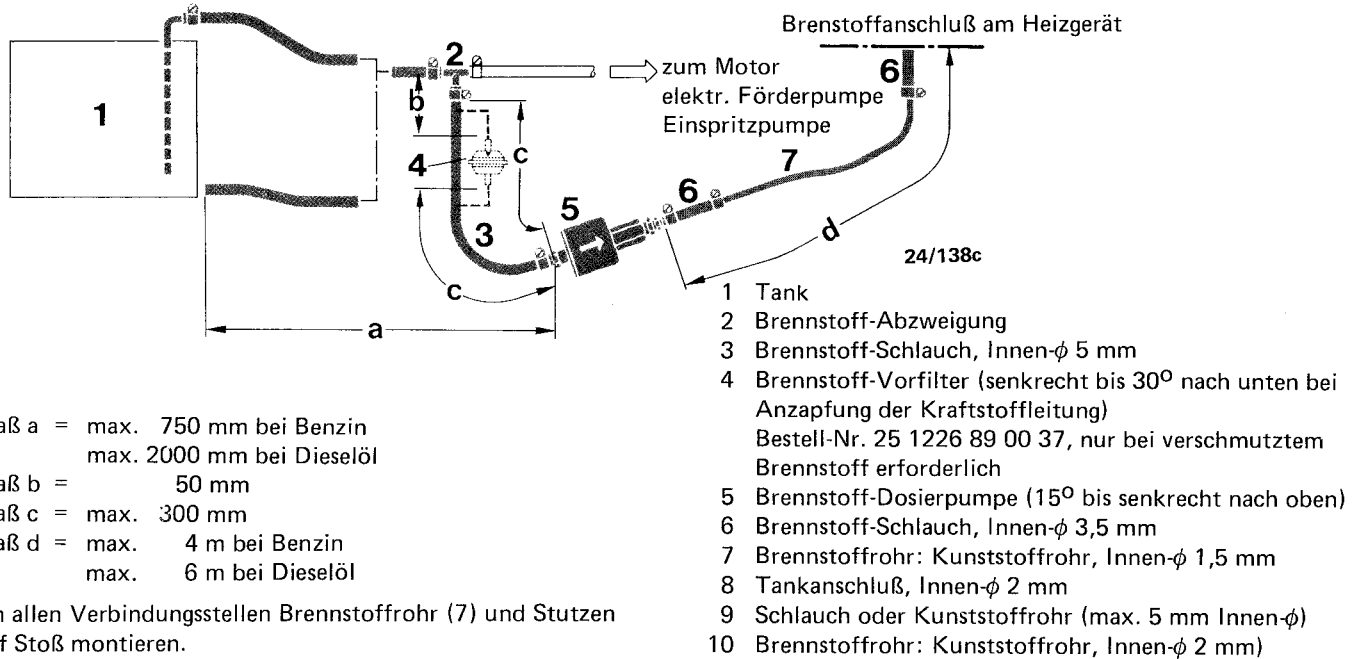 Brenstoffanschluß am Heizgerät
1
2
6
zum Motor
elektr. Förderpumpe
Einspritzpumpe
b
4
c
7
3
5
6
d
c
a
24/138c
1 Tank
2 Brennstoff-Abzweigung
3 Brennstoff-Schlauch, Innen-ϕ 5 mm
4 Brennstoff-Vorfilter (senkrecht bis 30° nach unten bei
Anzapfung der Kraftstoffleitung)
Bestell-Nr. 25 1226 89 00 37, nur bei verschmutztem
Brennstoff erforderlich
5 Brennstoff-Dosierpumpe (15° bis senkrecht nach oben)
6 Brennstoff-Schlauch, Innen-ϕ 3,5 mm
7 Brennstoffrohr: Kunststoffrohr, Innen-ϕ 1,5 mm
8 Tankanschluß, Innen-ϕ 2 mm
9 Schlauch oder Kunststoffrohr (max. 5 mm Innen-ϕ)
10 Brennstoffrohr: Kunststoffrohr, Innen-ϕ 2 mm)
aß a = max. 750 mm bei Benzin
max. 2000 mm bei Dieselöl
aß b = 50 mm
aß c = max. 300 mm
aß d = max. 4 m bei Benzin
max. 6 m bei Dieselöl
n allen Verbindungsstellen Brennstoffrohr (7) und Stutzen
f Stoß montieren.